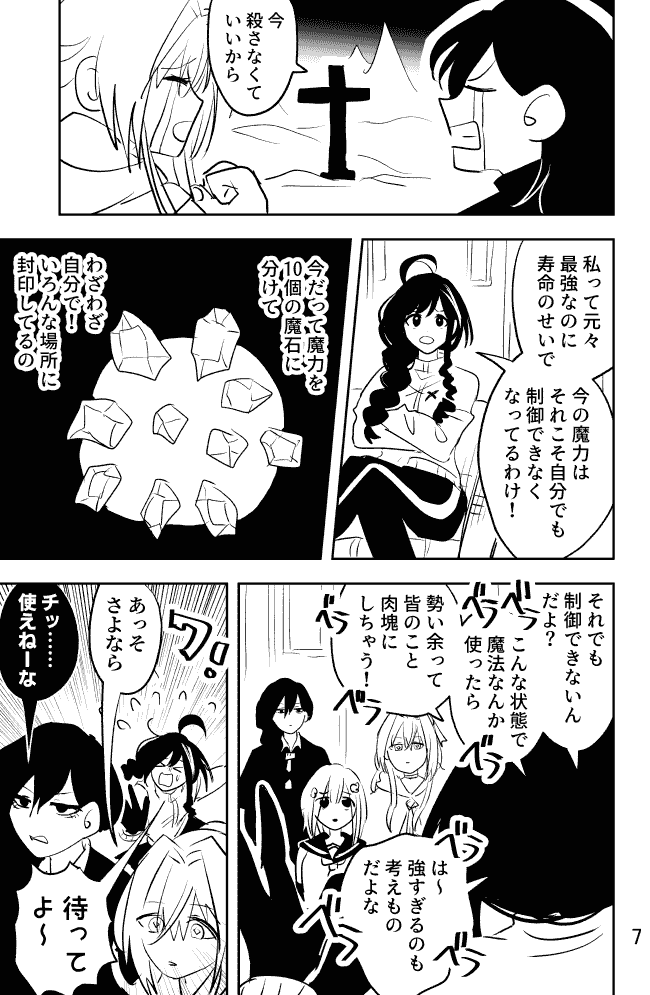 今
殺さなくて
いいから
私って元々
最強なのに
寿命のせいで
今の魔力は
それこそ自分でも
制御できなく
なってるわけ！
今だって魔力を
10個の魔石に
分けて
わざわざ
自分で！
いろんな場所に
封印してるの
それでも
制御できないん
だよ？
こんな状態で
魔法なんか
使ったら
勢い余って
皆のこと
肉塊に
しちゃう！
ベラ
ベラ
ベラ
ベラ
は～
強すぎるのも
考えもの
だよな
ベラ
ベラ
ベラ
ベラ
ワ！
あっそ
さよなら
チッ……
使えねーな
待って
よ～
7